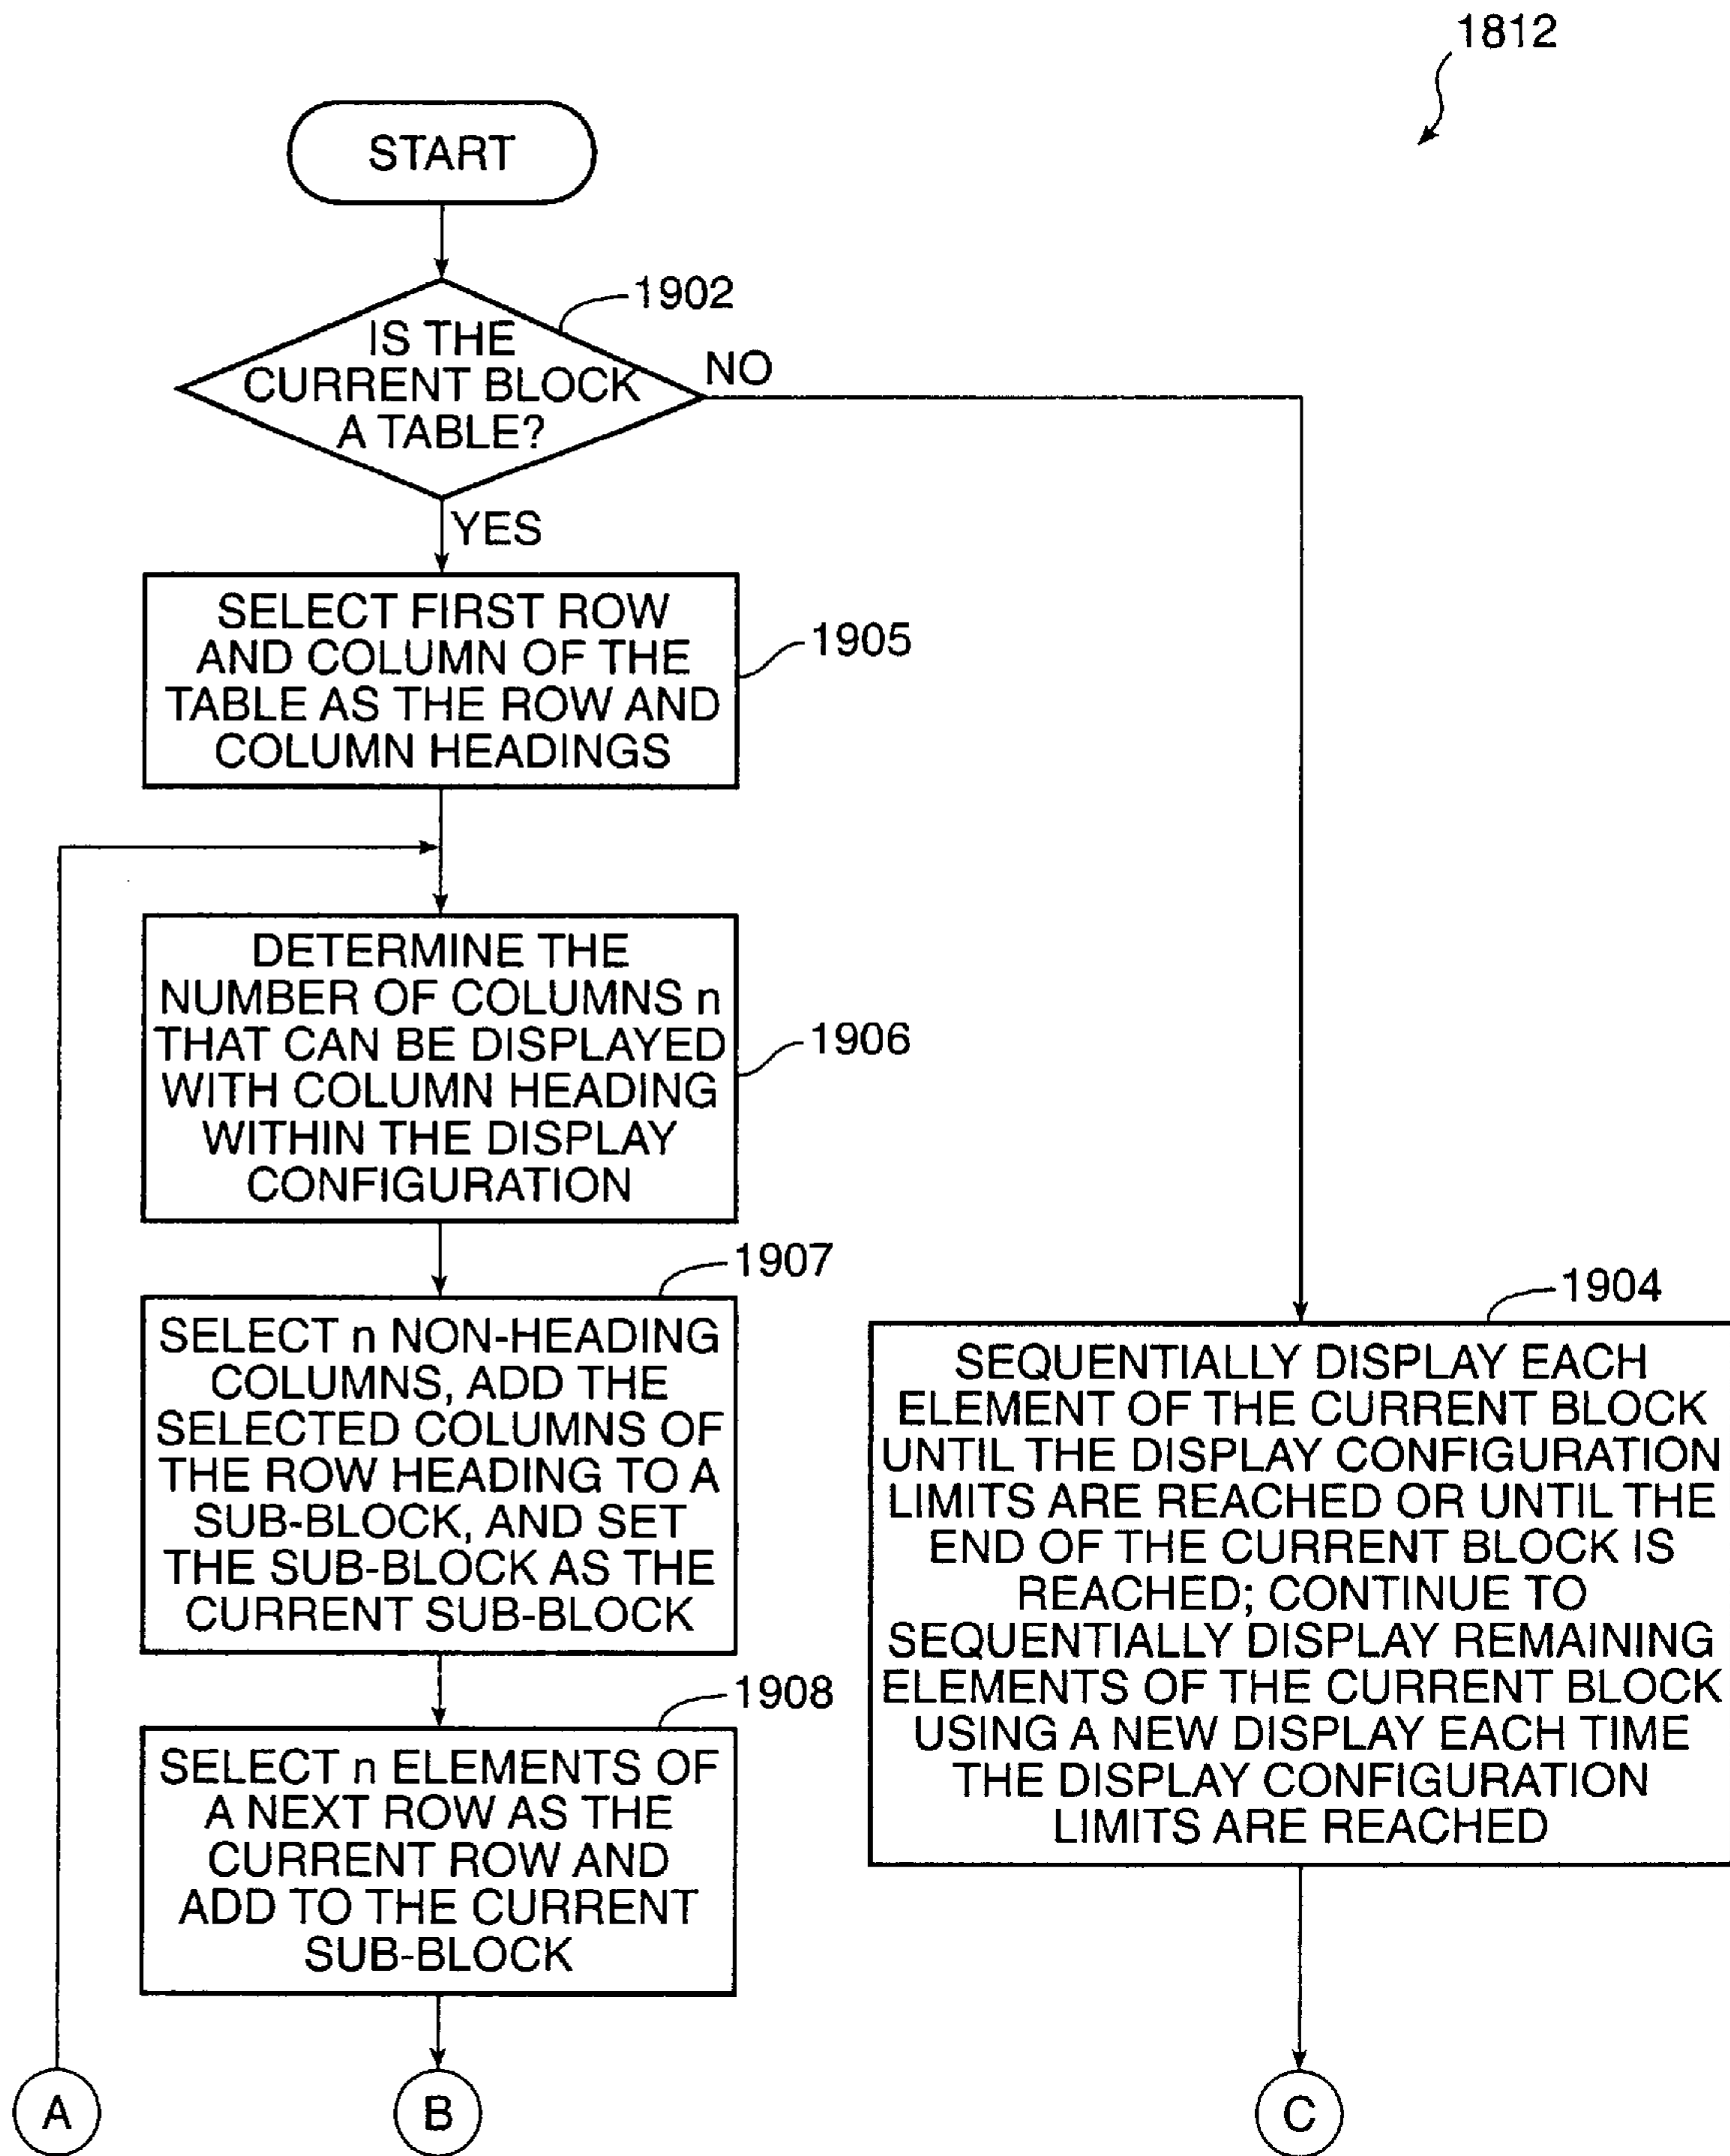 1812
START
1902
IS THE
CURRENT BLOCK
A TABLE?
NO
YES
SELECT FIRST ROW
AND COLUMN OF THE
TABLE AS THE ROW AND
COLUMN HEADINGS
1905
DETERMINE THE
NUMBER OF COLUMNS n
THAT CAN BE DISPLAYED
WITH COLUMN HEADING
WITHIN THE DISPLAY
CONFIGURATION
1906
1907
SELECT n NON-HEADING
COLUMNS, ADD THE
SELECTED COLUMNS OF
THE ROW HEADING TO A
SUB-BLOCK, AND SET
THE SUB-BLOCK AS THE
CURRENT SUB-BLOCK
1908
SELECT n ELEMENTS OF
A NEXT ROW AS THE
CURRENT ROW AND
ADD TO THE CURRENT
SUB-BLOCK
1904
SEQUENTIALLY DISPLAY EACH
ELEMENT OF THE CURRENT BLOCK
UNTIL THE DISPLAY CONFIGURATION
LIMITS ARE REACHED OR UNTIL THE
END OF THE CURRENT BLOCK IS
REACHED; CONTINUE TO
SEQUENTIALLY DISPLAY REMAINING
ELEMENTS OF THE CURRENT BLOCK
USING A NEW DISPLAY EACH TIME
THE DISPLAY CONFIGURATION
LIMITS ARE REACHED
A
B
C